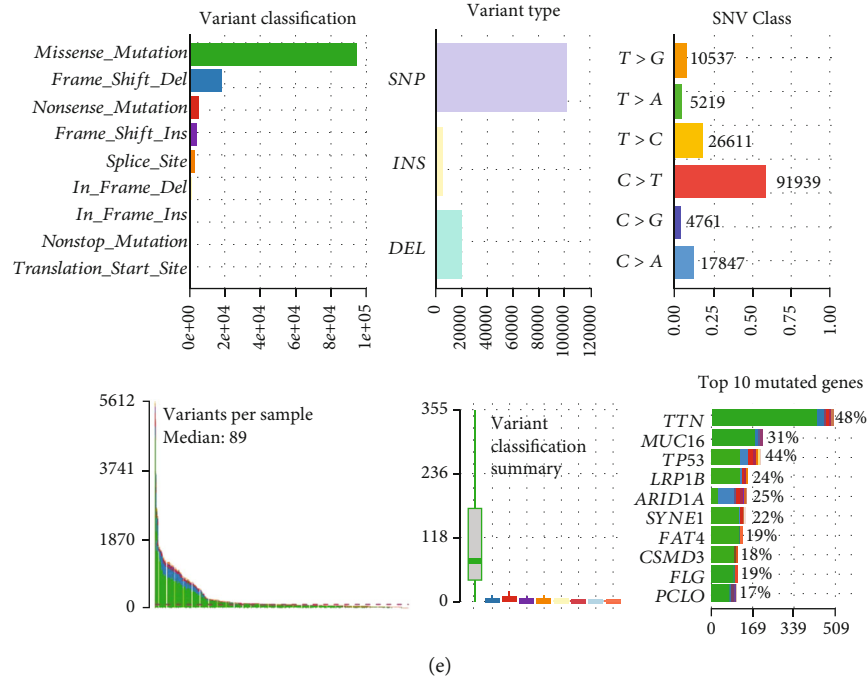 Variant classification
Missense_Mutation
Frame_Shift_Del
Nonsense_Mutation
Frame_Shift_Ins
Splice_Site
In_Frame_Del
In_Frame_Ins
Nonstop_Mutation
Translation_Start_Site
0e+00
2e+04
4e+04
6e+04
8e+04
1e+05
Variant type
SNP
INS
DEL
0
20000
40000
60000
80000
100000
120000
SNV Class
T > G 10537
T > A 5219
T > C 26611
C > T 91939
C > G 4761
C > A 17847
0.00
0.25
0.50
0.75
1.00
5612
3741
1870
0
Variants per sample
Median: 89
355
236
118
0
Variant
classification
summary
Top 10 mutated genes
TTN 48%
MUC16 31%
TP53 44%
LRP1B 24%
ARID1A 25%
SYNE1 22%
FAT4 19%
CSMD3 18%
FLG 19%
PCLO 17%
0 169 339 509
(e)